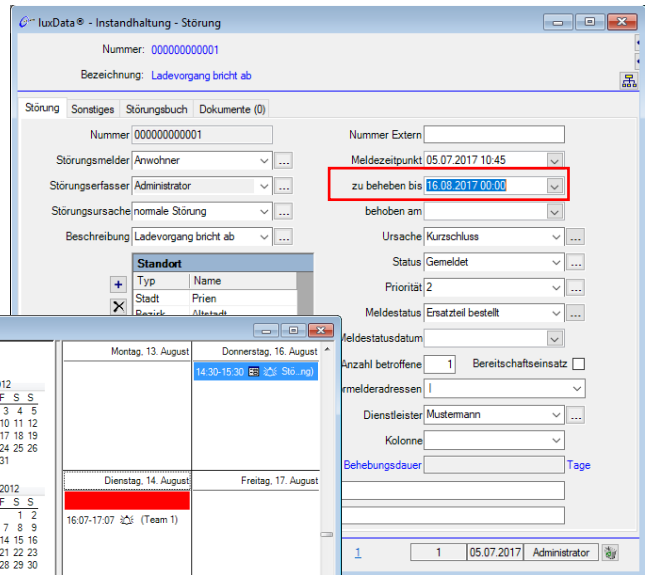 luxData® - Instandhaltung - Störung
Nummer: 000000000001
Bezeichnung: Ladevorgang bricht ab
Störung Sonstiges Störungsbuch Dokumente (0)
Nummer 000000000001 Nummer Extern
Störungsmelder Anwohner ... Meldezeitpunkt 05.07.2017 10:45
Störungserfasser Administrator ... zu beheben bis 16.08.2017 00:00
Störungsursache normale Störung ... behoben am
Beschreibung Ladevorgang bricht ab ... Ursache Kurzschluss ...
Standort Status Gemeldet ...
Typ Name Priorität 2 ...
Stadt Prien Meldestatus Ersatzteil bestellt ...
Bezirk Altstadt
Meldestatusdatum
Anzahl betroffene 1 Bereitschaftseinsatz
rmelderadressen
Dienstleister Mustermann ...
Kolonne
Behebungsdauer Tage
1 1 05.07.2017 Administrator
Montag, 13. August Donnerstag, 16. August
14:30-15:30 Stö..ng)
Dienstag, 14. August Freitag, 17. August
16:07-17:07 (Team 1)
012
F S S
3 4 5
10 11 12
17 18 19
24 25 26
31
2012
F S S
1 2
7 8 9
14 15 16
21 22 23
28 29 30